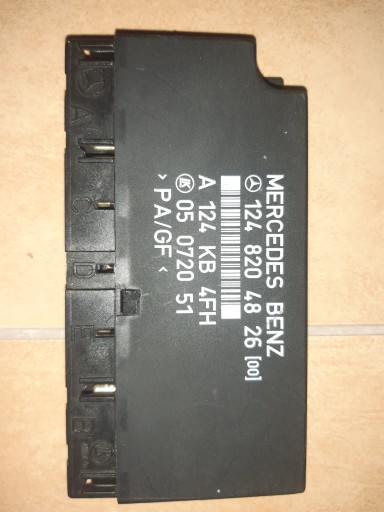 MERCEDES BENZ
124 820 48 26 [00]
A 124 KB 4FH
05 0720 51
> PA/GF <
A
C
D
E
B